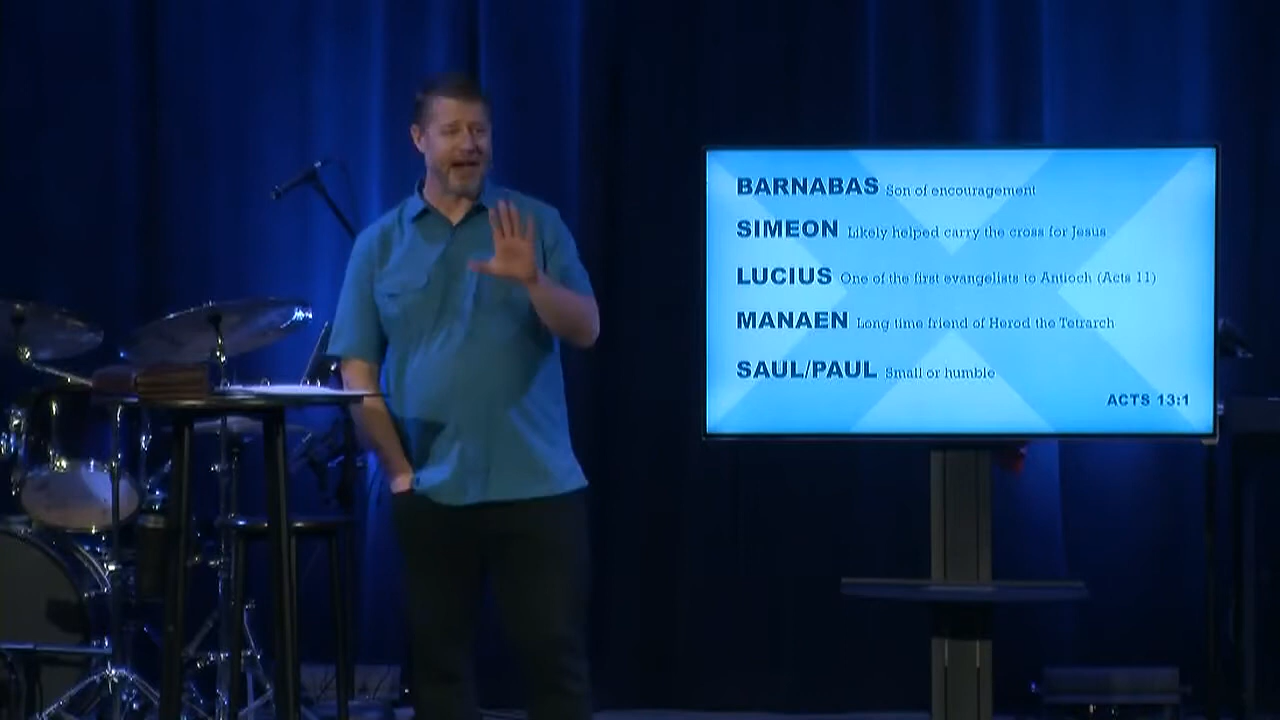 BARNABAS Son of encouragement
SIMEON Likely helped carry the cross for Jesus
LUCIUS One of the first evangelists to Antioch (Acts 11)
MANAEN Long time friend of Herod the Tetrarch
SAUL/PAUL Small or humble
ACTS 13:1